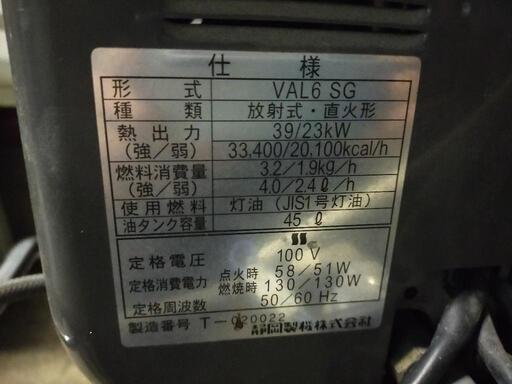 仕様
形式 VAL6 SG
種類 放射式・直火形
熱出力 39/23kW
(強/弱) 33,400/20,100kcal/h
燃料消費量 3.2/1.9kg/h
(強/弱) 4.0/2.4ℓ/h
使用燃料 灯油(JIS1号灯油)
油タンク容量 45ℓ
定格電圧 100V
定格消費電力 点火時 58/51W
燃焼時 130/130W
定格周波数 50/60 Hz
製造番号 T-020022
静岡製機株式会社